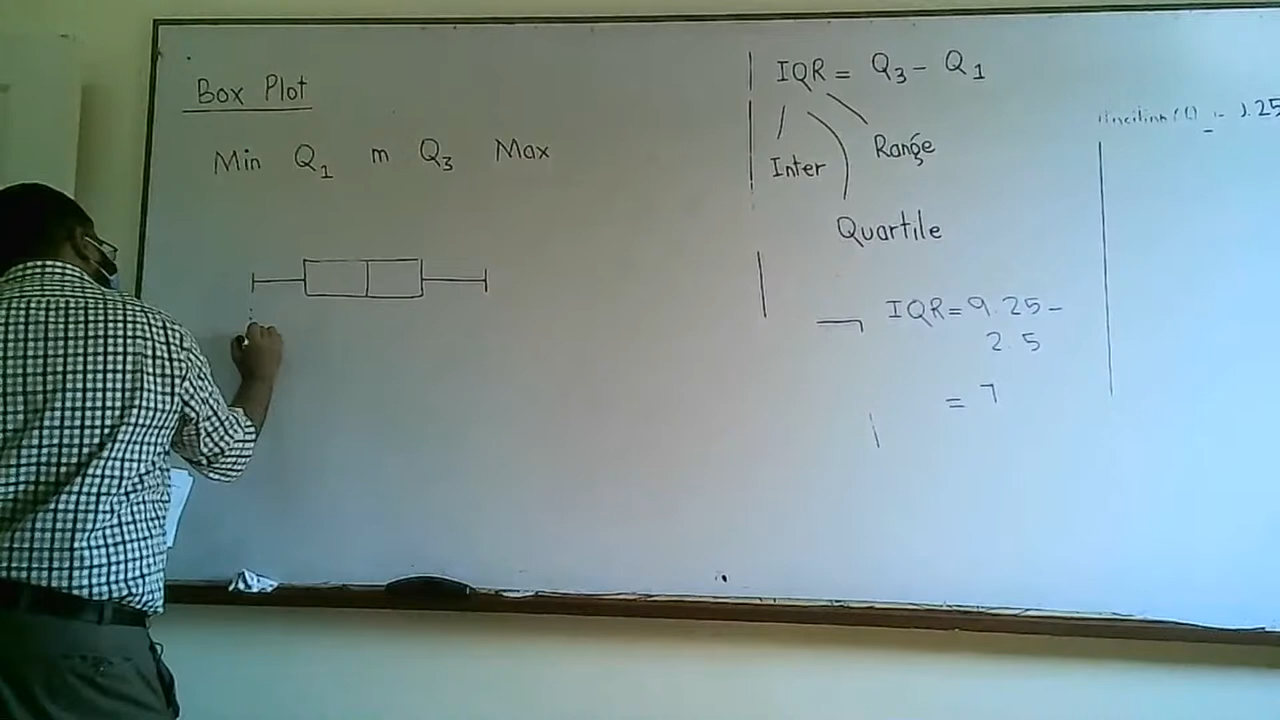 Box Plot
Min Q₁ m Q₃ Max
IQR = Q₃ - Q₁
Inter
Range
Quartile
IQR = 9.25 -
2.5
= 7